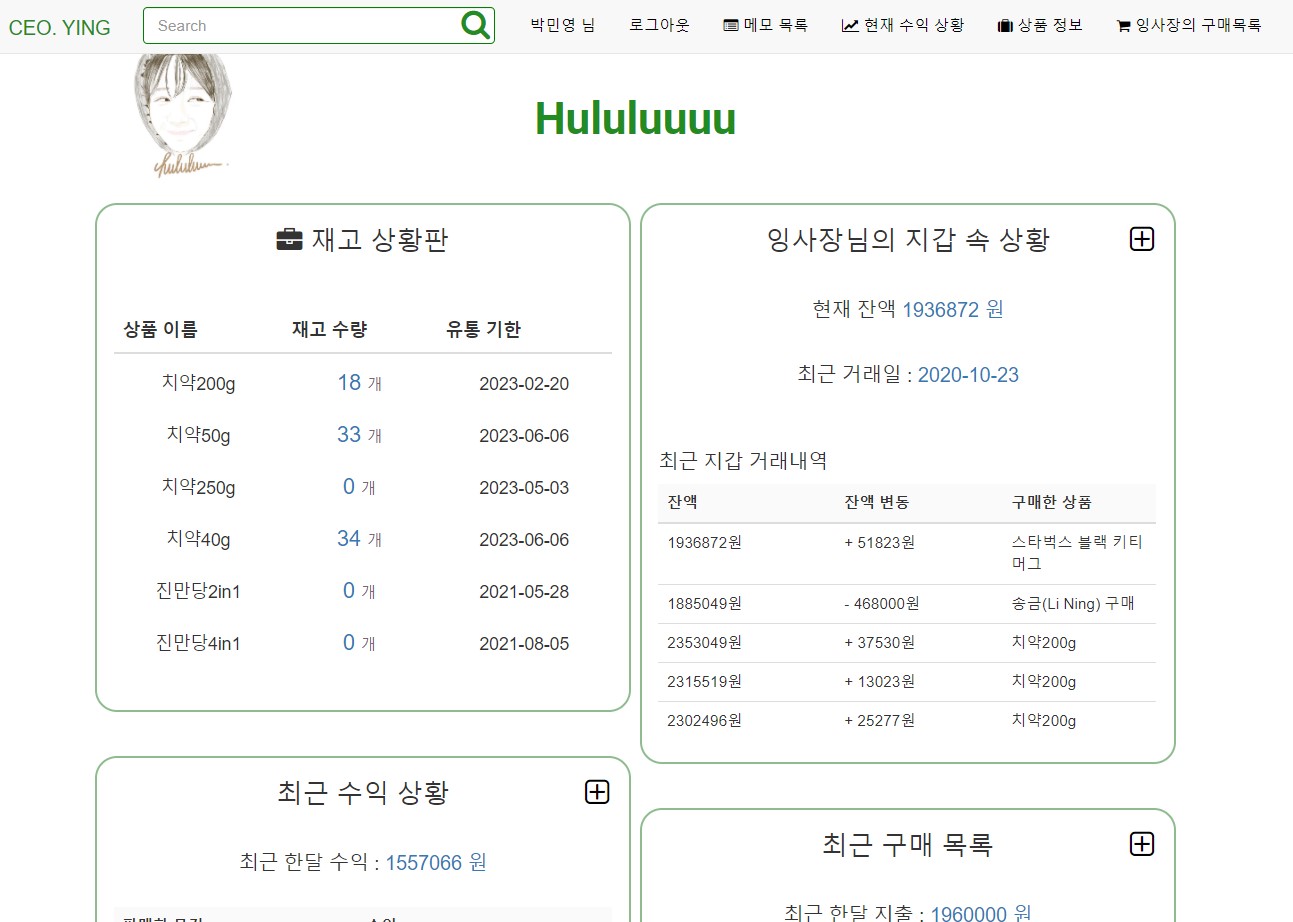 CEO. YING
Search
박민영 님
로그아웃
메모 목록
현재 수익 상황
상품 정보
잉사장의 구매목록
hululuuu
Hululuuuu
재고 상황판
상품 이름 재고 수량 유통 기한
치약200g 18 개 2023-02-20
치약50g 33 개 2023-06-06
치약250g 0 개 2023-05-03
치약40g 34 개 2023-06-06
진만당2in1 0 개 2021-05-28
진만당4in1 0 개 2021-08-05
잉사장님의 지갑 속 상황
현재 잔액 1936872 원
최근 거래일 : 2020-10-23
최근 지갑 거래내역
잔액 잔액 변동 구매한 상품
1936872원 + 51823원 스타벅스 블랙 키티
머그
1885049원 - 468000원 송금(Li Ning) 구매
2353049원 + 37530원 치약200g
2315519원 + 13023원 치약200g
2302496원 + 25277원 치약200g
최근 수익 상황
최근 한달 수익 : 1557066 원
최근 구매 목록
최근 한달 지출 : 1960000 원